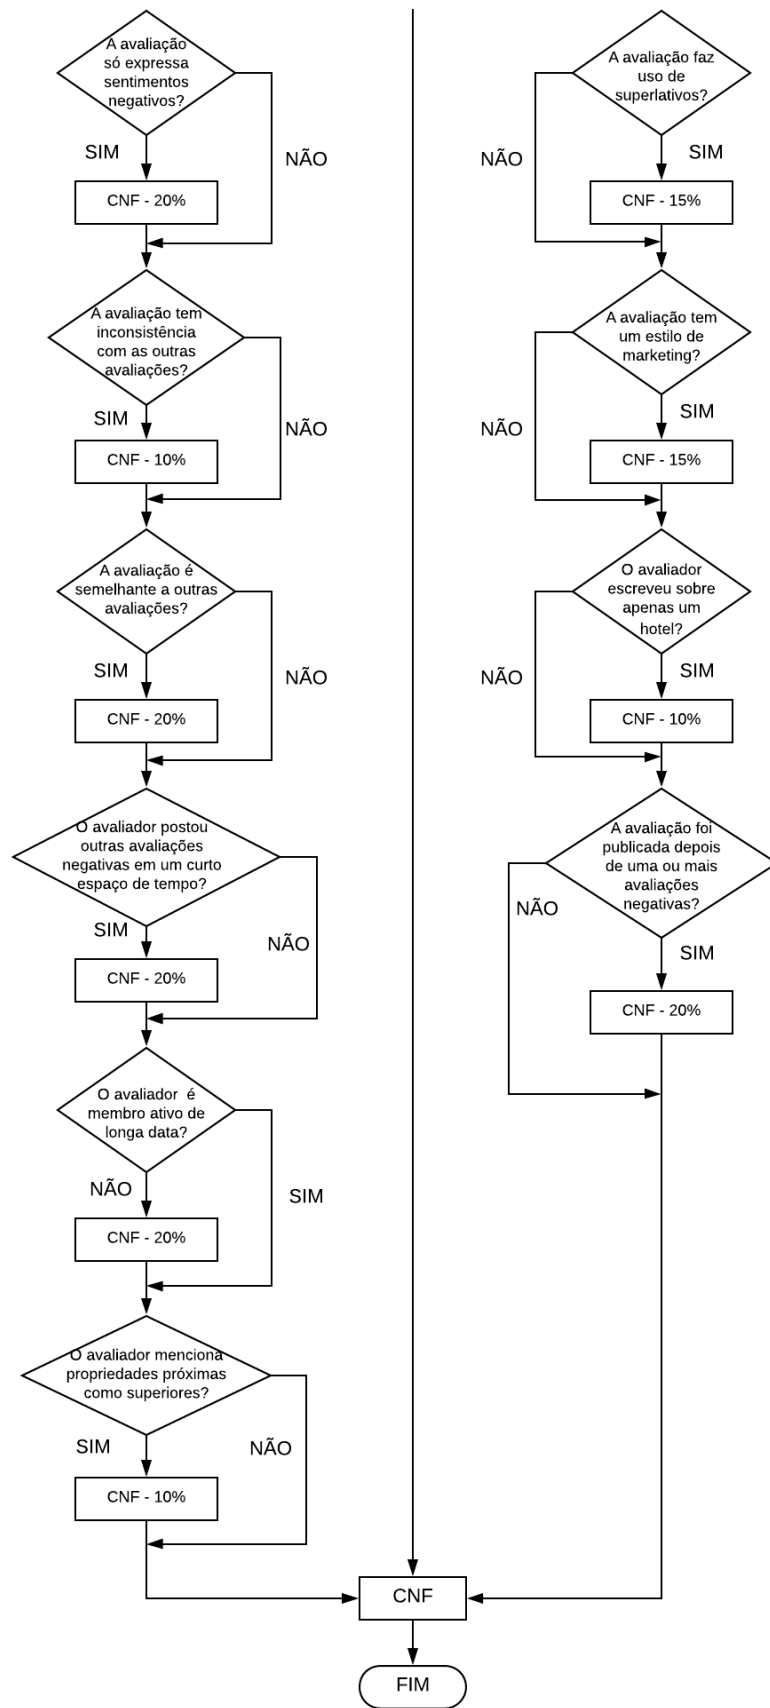 A avaliação
só expressa
sentimentos
negativos?
SIM
NÃO
CNF - 20%
A avaliação tem
inconsistência
com as outras
avaliações?
SIM
NÃO
CNF - 10%
A avaliação é
semelhante a outras
avaliações?
SIM
NÃO
CNF - 20%
O avaliador postou
outras avaliações
negativas em um curto
espaço de tempo?
SIM
NÃO
CNF - 20%
O avaliador é
membro ativo de
longa data?
NÃO
SIM
CNF - 20%
O avaliador menciona
propriedades próximas
como superiores?
SIM
NÃO
CNF - 10%
A avaliação faz
uso de
superlativos?
NÃO
SIM
CNF - 15%
A avaliação tem
um estilo de
marketing?
SIM
NÃO
CNF - 15%
O avaliador
escreveu sobre
apenas um
hotel?
SIM
NÃO
CNF - 10%
A avaliação foi
publicada depois
de uma ou mais
avaliações
negativas?
NÃO
SIM
CNF - 20%
CNF
FIM